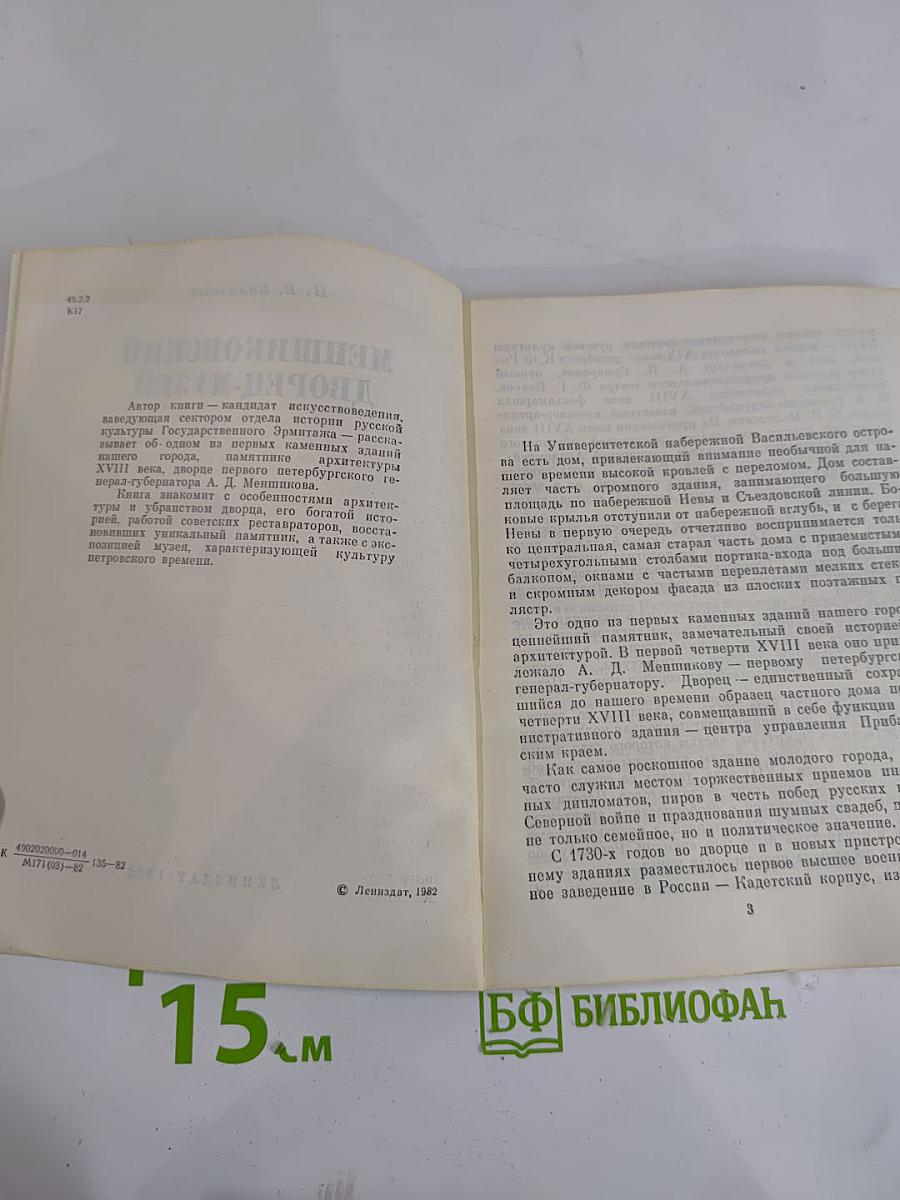 45.2.2
К17
Автор книги — кандидат искусствоведения,
заведующая сектором отдела истории русской
культуры Государственного Эрмитажа — расска-
зывает об одном из первых каменных зданий
нашего города, памятнике архитектуры
XVIII века, дворце первого петербургского ге-
нерал-губернатора А. Д. Меншикова.
Книга знакомит с особенностями архитек-
туры и убранством дворца, его богатой исто-
рией, работой советских реставраторов, восста-
новивших уникальный памятник, а также с экс-
позицией музея, характеризующей культуру
петровского времени.
К 4902020000—014
М171(03)—82 135—82
© Лениздат, 1982
На Университетской набережной Васильевского остро-
ва есть дом, привлекающий внимание необычной для на-
шего времени высокой кровлей с переломом. Дом состав-
ляет часть огромного здания, занимающего большую
площадь по набережной Невы и Съездовской линии. Бо-
ковые крылья отступили от набережной вглубь, и с берега
Невы в первую очередь отчетливо воспринимается толь-
ко центральная, самая старая часть дома с приземистым
четырехугольными столбами портика-входа под больши
балконом, окнами с частыми переплетами мелких стек
и скромным декором фасада из плоских поэтажных п
лястр.
Это одно из первых каменных зданий нашего горо
ценнейший памятник, замечательный своей историей
архитектурой. В первой четверти XVIII века оно при
лежало А. Д. Меншикову — первому петербургс
генерал-губернатору. Дворец — единственный сохра
шийся до нашего времени образец частного дома пе
четверти XVIII века, совмещавший в себе функции
нистративного здания — центра управления Приба
ским краем.
Как самое роскошное здание молодого города,
часто служил местом торжественных приемов ин
ных дипломатов, пиров в честь побед русских в
Северной войне и празднования шумных свадеб, п
не только семейное, но и политическое значение.
С 1730-х годов во дворце и в новых пристро
нему зданиях разместилось первое высшее воен
ное заведение в России — Кадетский корпус, из
3
15 см
БФ БИБЛИОФАН